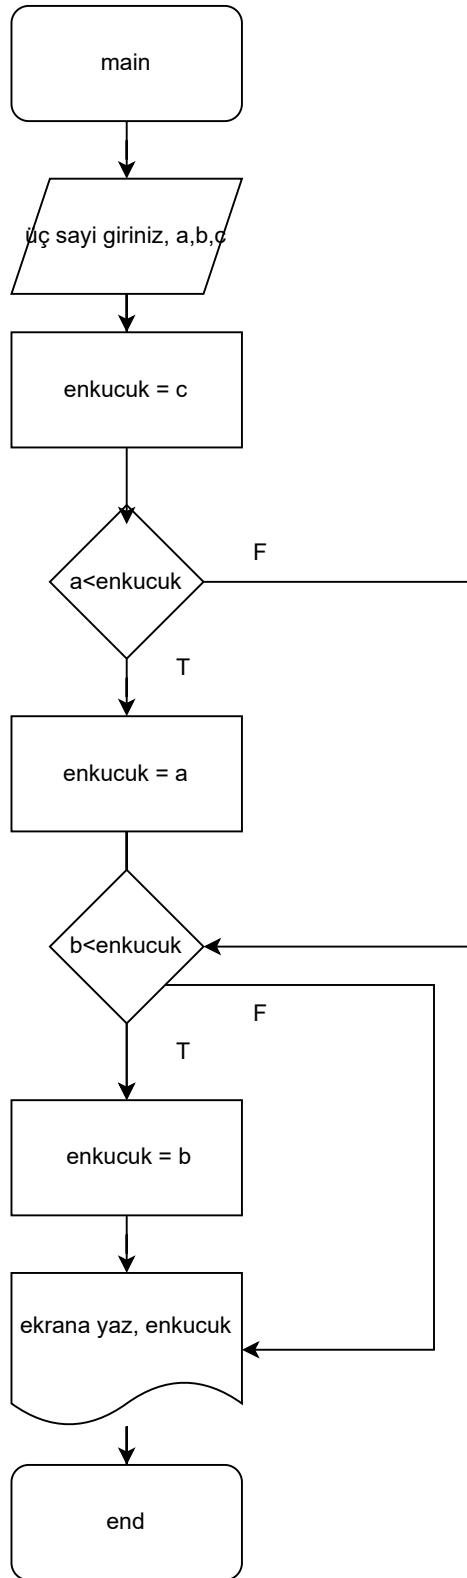 main
üç sayi giriniz, a,b,c
enkucuk = c
a<enkucuk
F
T
enkucuk = a
b<enkucuk
F
T
enkucuk = b
ekrana yaz, enkucuk
end